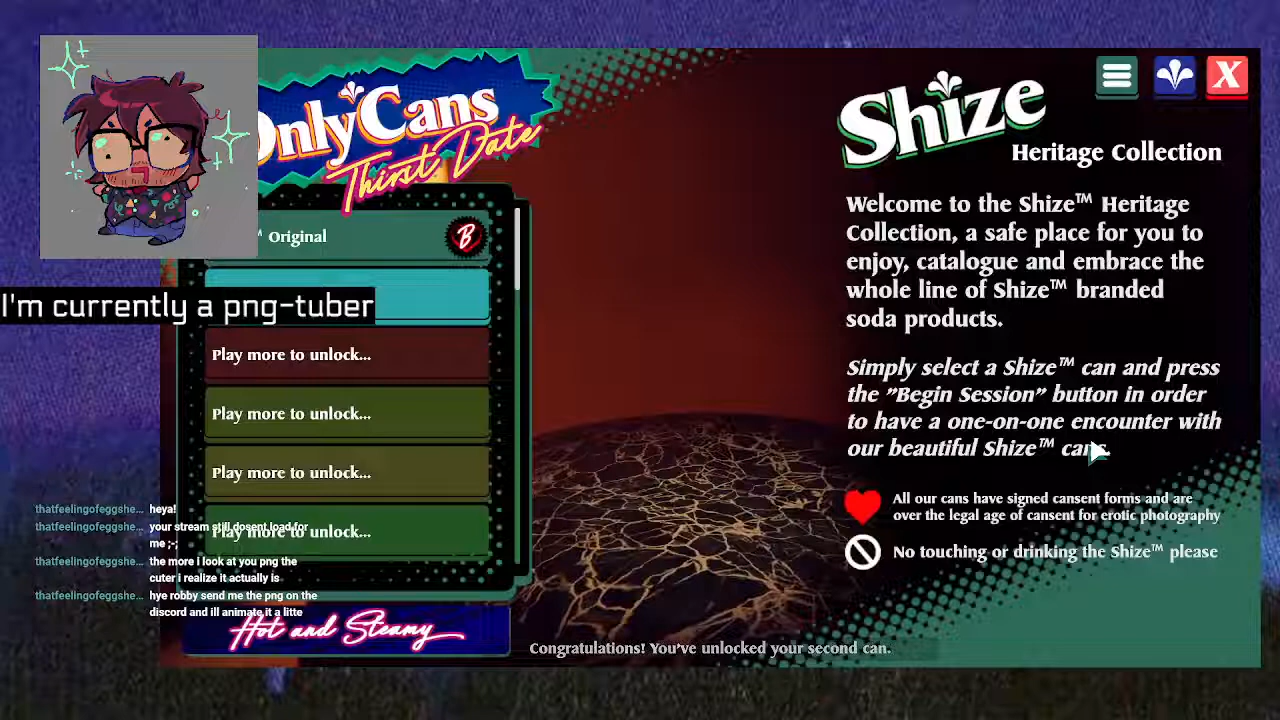 OnlyCans
Thirst Date
™ Original
B
I'm currently a png-tuber
Play more to unlock...
Play more to unlock...
Play more to unlock...
Play more to unlock...
thatfeelingofeggshe... heya!
thatfeelingofeggshe... your stream still dosent load for
me ;-;
thatfeelingofeggshe... the more i look at you png the
cuter i realize it actually is
thatfeelingofeggshe... hye robby send me the png on the
discord and ill animate it a litte
Hot and Steamy
Congratulations! You've unlocked your second can.
X
Shize
Heritage Collection
Welcome to the Shize™ Heritage
Collection, a safe place for you to
enjoy, catalogue and embrace the
whole line of Shize™ branded
soda products.
Simply select a Shize™ can and press
the "Begin Session" button in order
to have a one-on-one encounter with
our beautiful Shize™ cans.
All our cans have signed cansent forms and are
over the legal age of cansent for erotic photography
No touching or drinking the Shize™ please